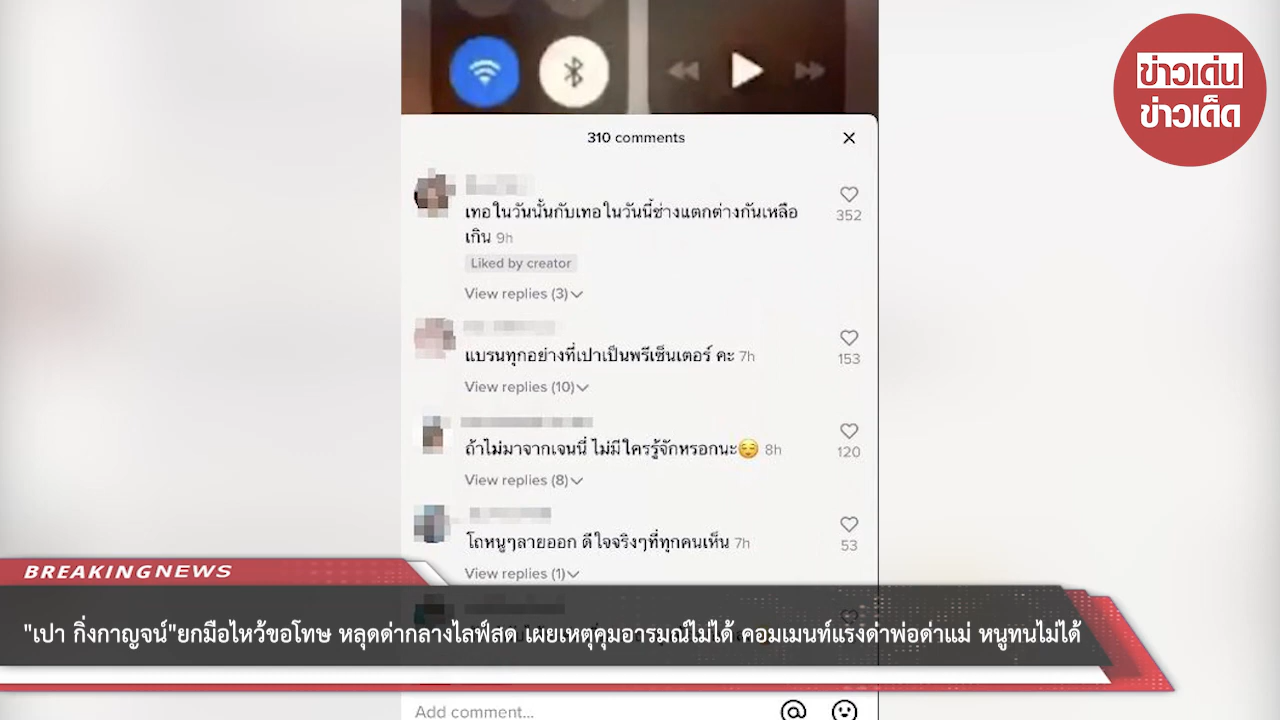 ข่าวเด่น
ข่าวเด็ด
310 comments
เทอในวันนั้นกับเทอในวันนี้ช่างแตกต่างกันเหลือ
เกิน 9h
352
Liked by creator
View replies (3)
แบรนทุกอย่างที่เปาเป็นพรีเซ็นเตอร์ คะ 7h
153
View replies (10)
ถ้าไม่มาจากเจนนี่ ไม่มีใครรู้จักหรอกนะ😌 8h
120
View replies (8)
โถหนูๆลายออก ดีใจจริงๆที่ทุกคนเห็น 7h
53
View replies (1)
BREAKING NEWS
"เปา กิ่งกาญจน์"ยกมือไหว้ขอโทษ หลุดด่ากลางไลฟ์สด เผยเหตุคุมอารมณ์ไม่ได้ คอมเมนท์แรงด่าพ่อด่าแม่ หนูทนไม่ได้
Add comment...